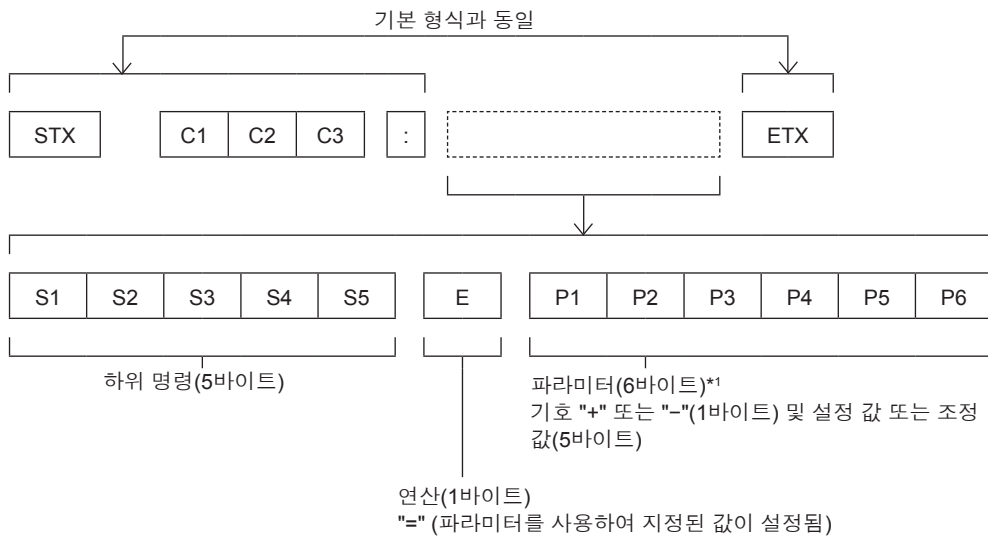 기본 형식과 동일
STX C1 C2 C3 : ETX
S1 S2 S3 S4 S5 E P1 P2 P3 P4 P5 P6
하위 명령(5바이트)
파라미터(6바이트)*1
기호 "+" 또는 "−"(1바이트) 및 설정 값 또는 조정
값(5바이트)
연산(1바이트)
"=" (파라미터를 사용하여 지정된 값이 설정됨)